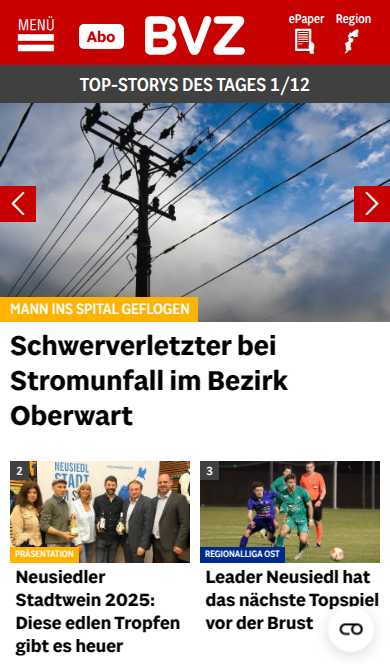 MENÜ
Abo
BVZ
ePaper
Region
TOP-STORYS DES TAGES 1/12
MANN INS SPITAL GEFLOGEN
Schwerverletzter bei
Stromunfall im Bezirk
Oberwart
2
NEUSIEDL
PRÄSENTATION
Neusiedler
Stadtwein 2025:
Diese edlen Tropfen
gibt es heuer
3
REGIONALLIGA OST
Leader Neusiedl hat
das nächste Topspiel
vor der Brust